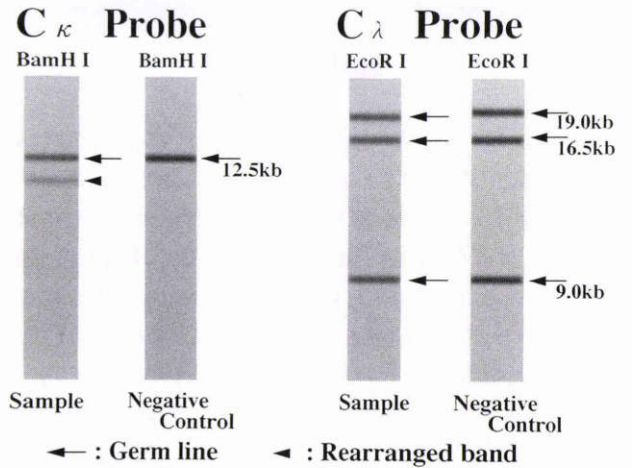 C κ Probe
BamH I BamH I
12.5kb
Sample Negative Control
C λ Probe
EcoR I EcoR I
19.0kb
16.5kb
9.0kb
Sample Negative Control
: Germ line : Rearranged band